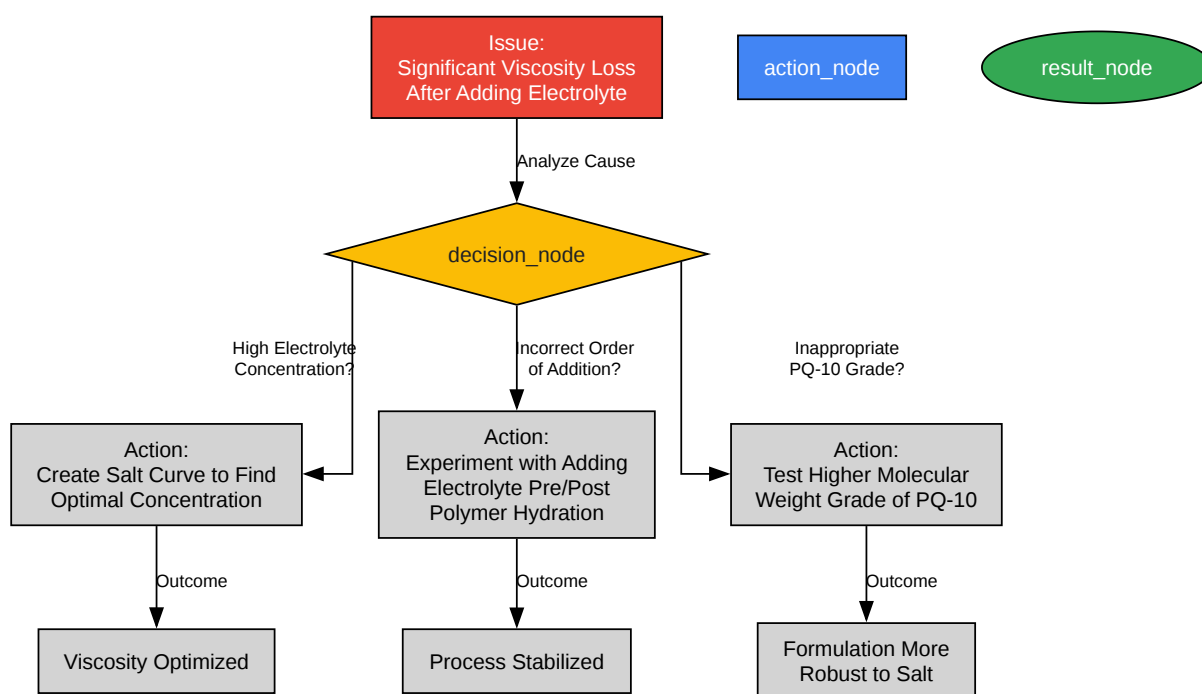 Issue:
Significant Viscosity Loss
After Adding Electrolyte
action_node
result_node
Analyze Cause
decision_node
High Electrolyte
Concentration?
Incorrect Order
of Addition?
Inappropriate
PQ-10 Grade?
Action:
Create Salt Curve to Find
Optimal Concentration
Action:
Experiment with Adding
Electrolyte Pre/Post
Polymer Hydration
Action:
Test Higher Molecular
Weight Grade of PQ-10
Outcome
Outcome
Outcome
Viscosity Optimized
Process Stabilized
Formulation More
Robust to Salt